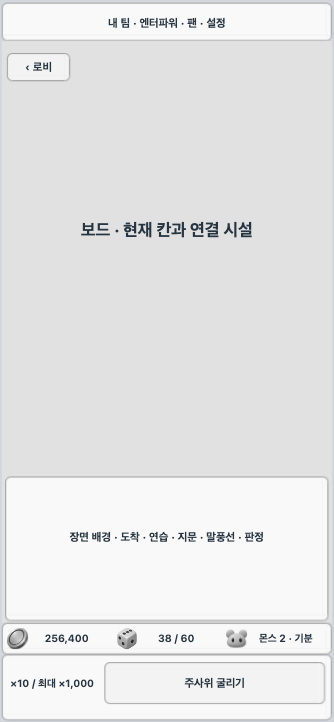 내 팀 · 엔터파워 · 팬 · 설정
‹ 로비
보드 · 현재 칸과 연결 시설
장면 배경 · 도착 · 연습 · 지문 · 말풍선 · 판정
256,400 38 / 60 몬스 2 · 기분
×10 / 최대 ×1,000 주사위 굴리기